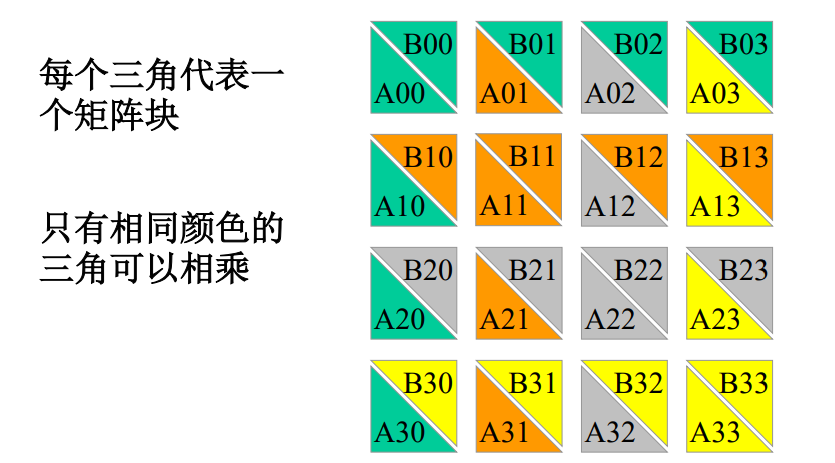 每个三角代表一
个矩阵块
只有相同颜色的
三角可以相乘
B00 B01 B02 B03
A00 A01 A02 A03
B10 B11 B12 B13
A10 A11 A12 A13
B20 B21 B22 B23
A20 A21 A22 A23
B30 B31 B32 B33
A30 A31 A32 A33